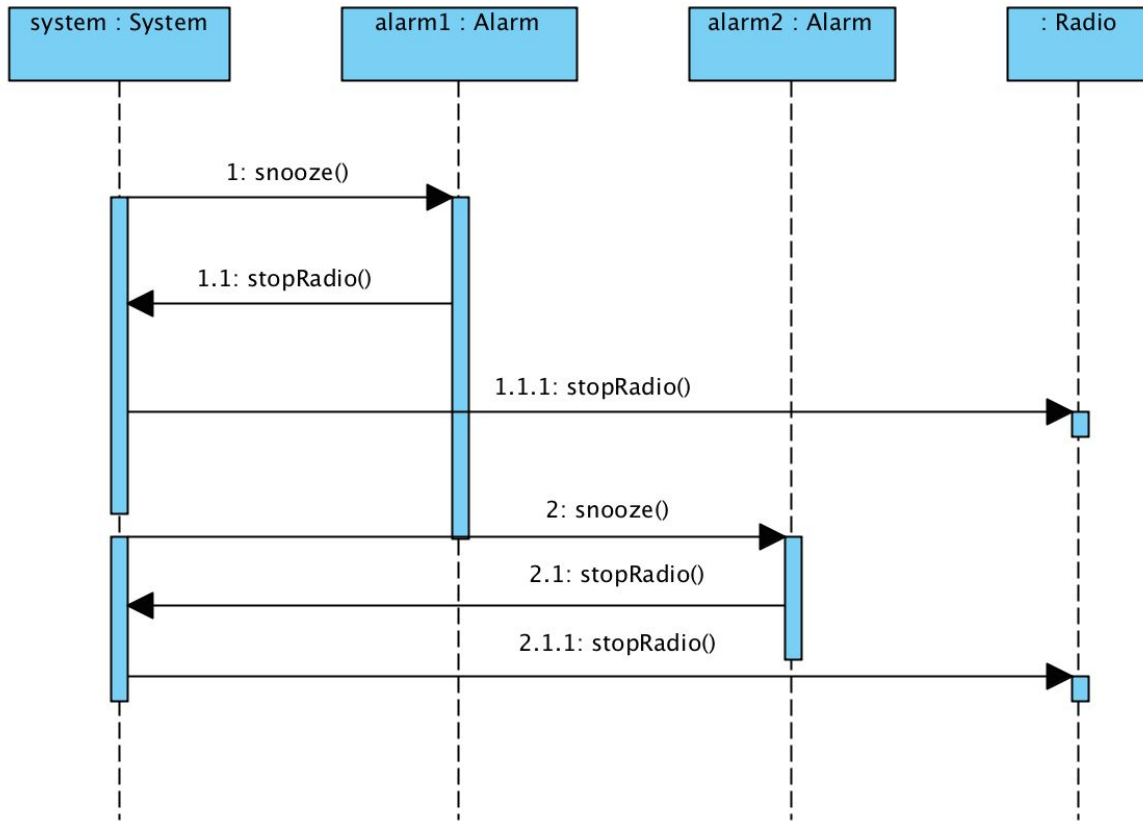 system : System
alarm1 : Alarm
alarm2 : Alarm
: Radio
1: snooze()
1.1: stopRadio()
1.1.1: stopRadio()
2: snooze()
2.1: stopRadio()
2.1.1: stopRadio()